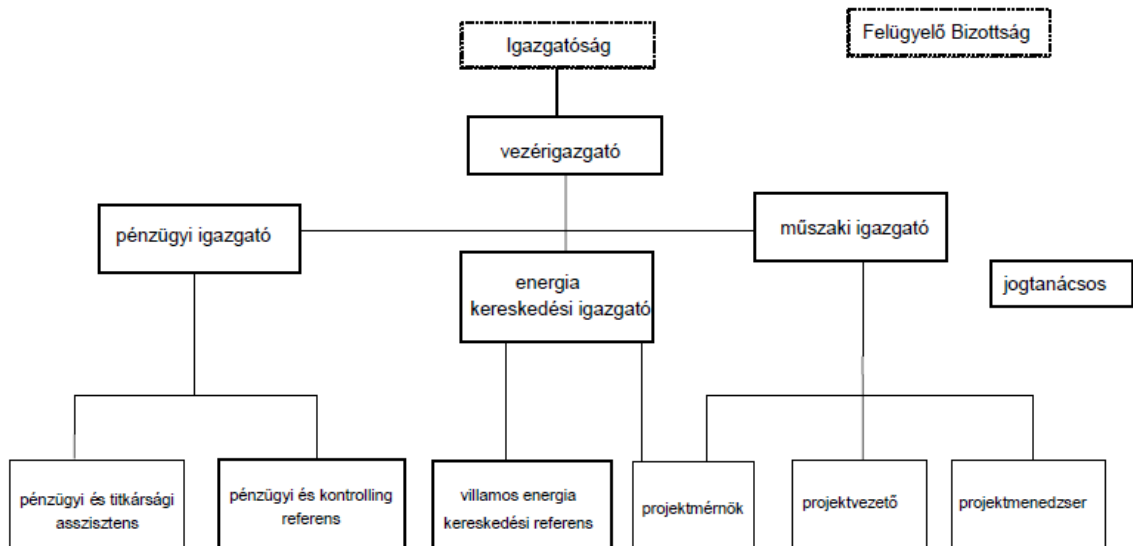 Igazgatóság
Felügyelő Bizottság
vezérigazgató
pénzügyi igazgató
műszaki igazgató
energia
kereskedési igazgató
jogtanácsos
pénzügyi és titkársági
asszisztens
pénzügyi és kontrolling
referens
villamos energia
kereskedési referens
projektmérnök
projektvezető
projektmenedzser